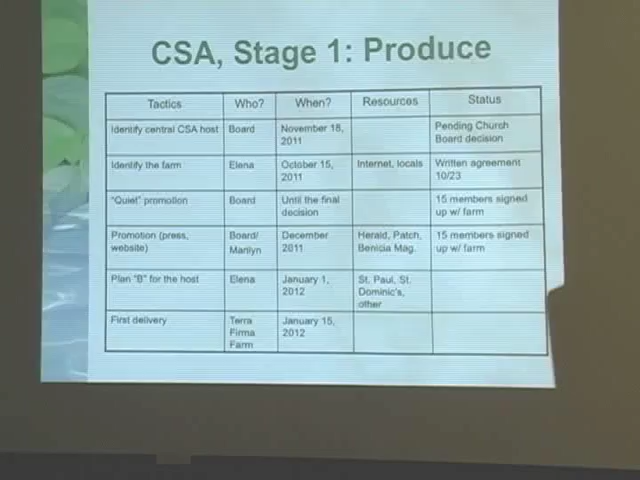 CSA, Stage 1: Produce
Tactics Who? When? Resources Status
Identify central CSA host Board November 18, Pending Church
2011 Board decision
Identify the farm Elena October 15, Internet, locals Written agreement
2011 10/23
"Quiet" promotion Board Until the final 15 members signed
decision up w/ farm
Promotion (press, Board/ December Herald, Patch, 15 members signed
website) Marilyn 2011 Benicia Mag. up w/ farm
Plan "B" for the host Elena January 1, St. Paul, St.
2012 Dominic's,
other
First delivery Terra January 15,
Firma 2012
Farm